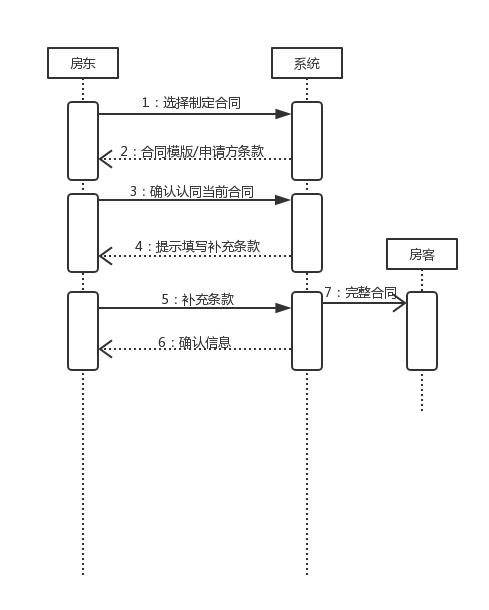 房东
系统
1：选择制定合同
2：合同模版/申请方条款
3：确认认同当前合同
4：提示填写补充条款
房客
7：完整合同
5：补充条款
6：确认信息